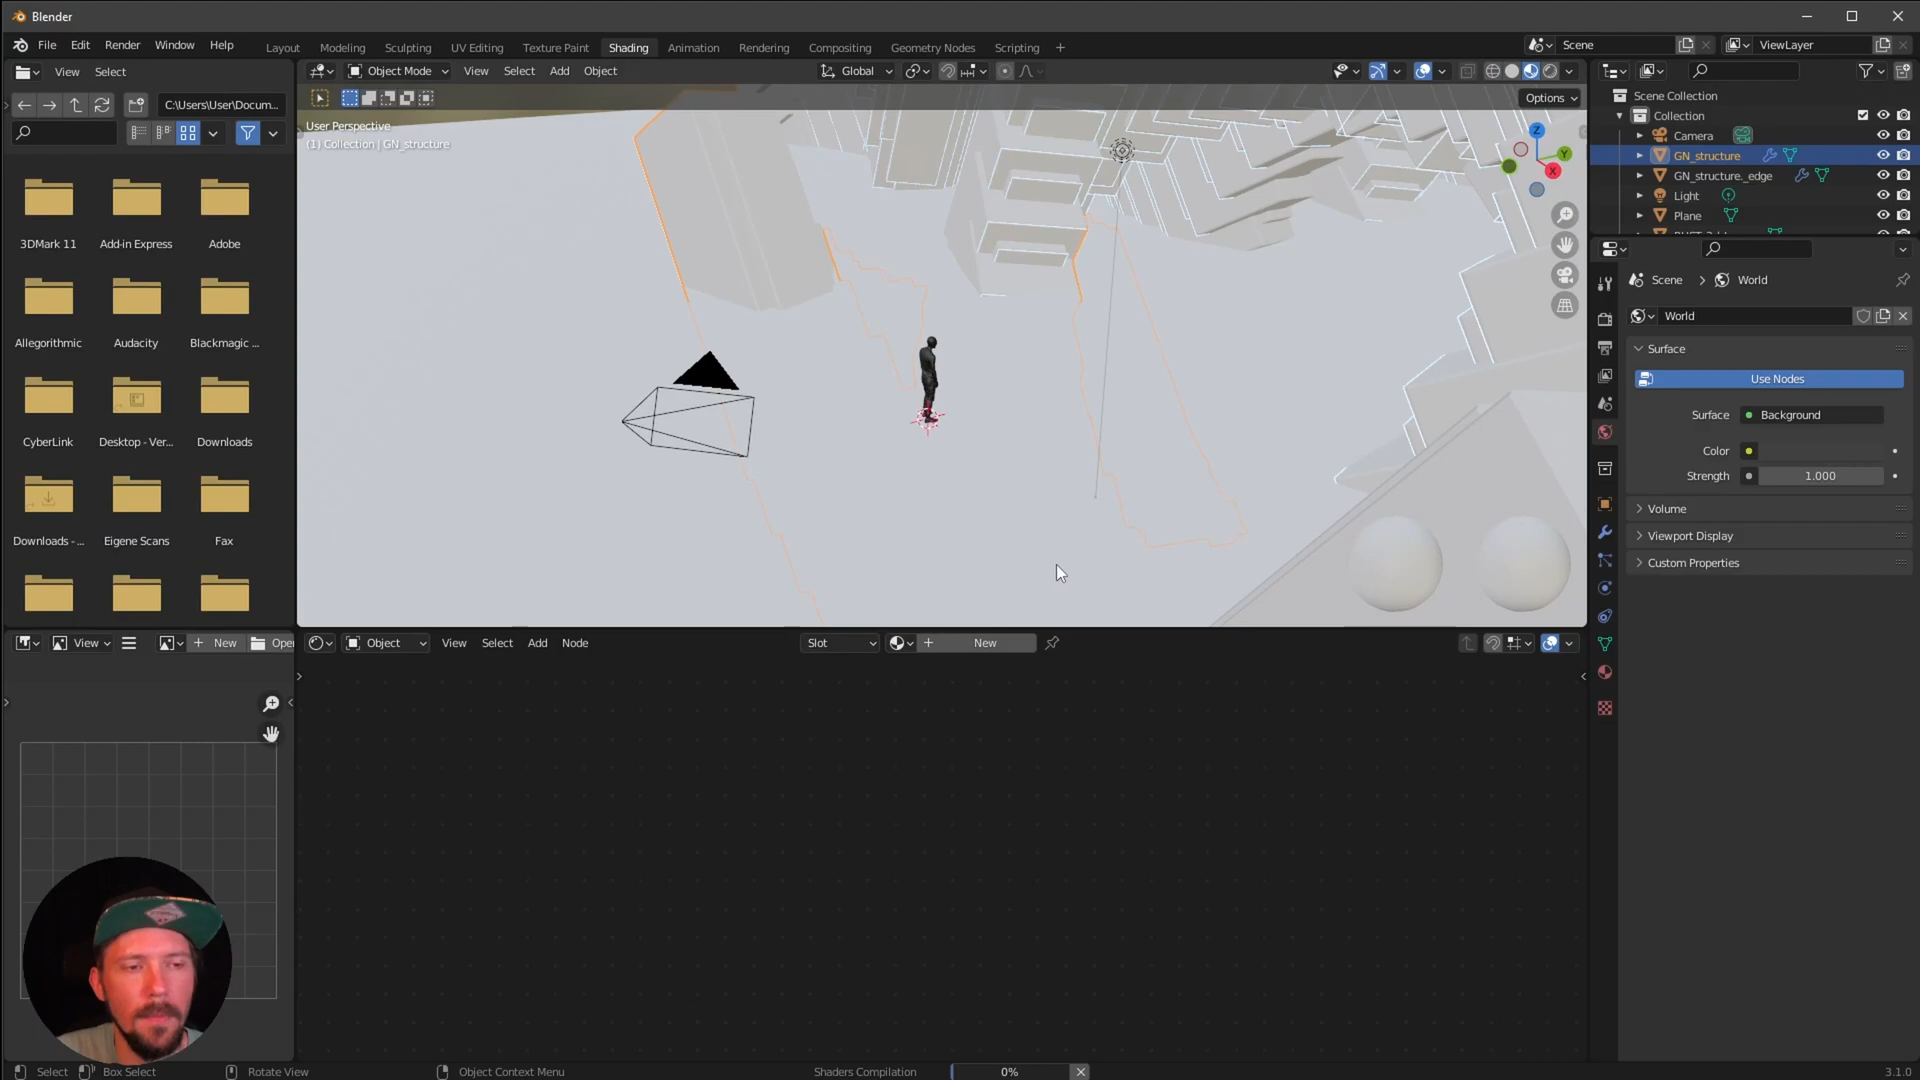 Blender
File Edit Render Window Help
Layout Modeling Sculpting UV Editing Texture Paint Shading Animation Rendering Compositing Geometry Nodes Scripting +
Scene
ViewLayer
View Select
Object Mode View Select Add Object
Global
C:\Users\User\Docum...
Options
User Perspective
(1) Collection | GN_structure
Z
Y
X
3DMark 11
Add-in Express
Adobe
Allegorithmic
Audacity
Blackmagic ...
CyberLink
Desktop - Ver...
Downloads
Downloads - ...
Eigene Scans
Fax
Scene Collection
Collection
Camera
GN_structure
GN_structure._edge
Light
Plane
Scene > World
World
Surface
Use Nodes
Surface Background
Color
Strength 1.000
Volume
Viewport Display
Custom Properties
View New Ope
Object View Select Add Node
Slot
New
Select Box Select Rotate View Object Context Menu
Shaders Compilation 0%
3.1.0